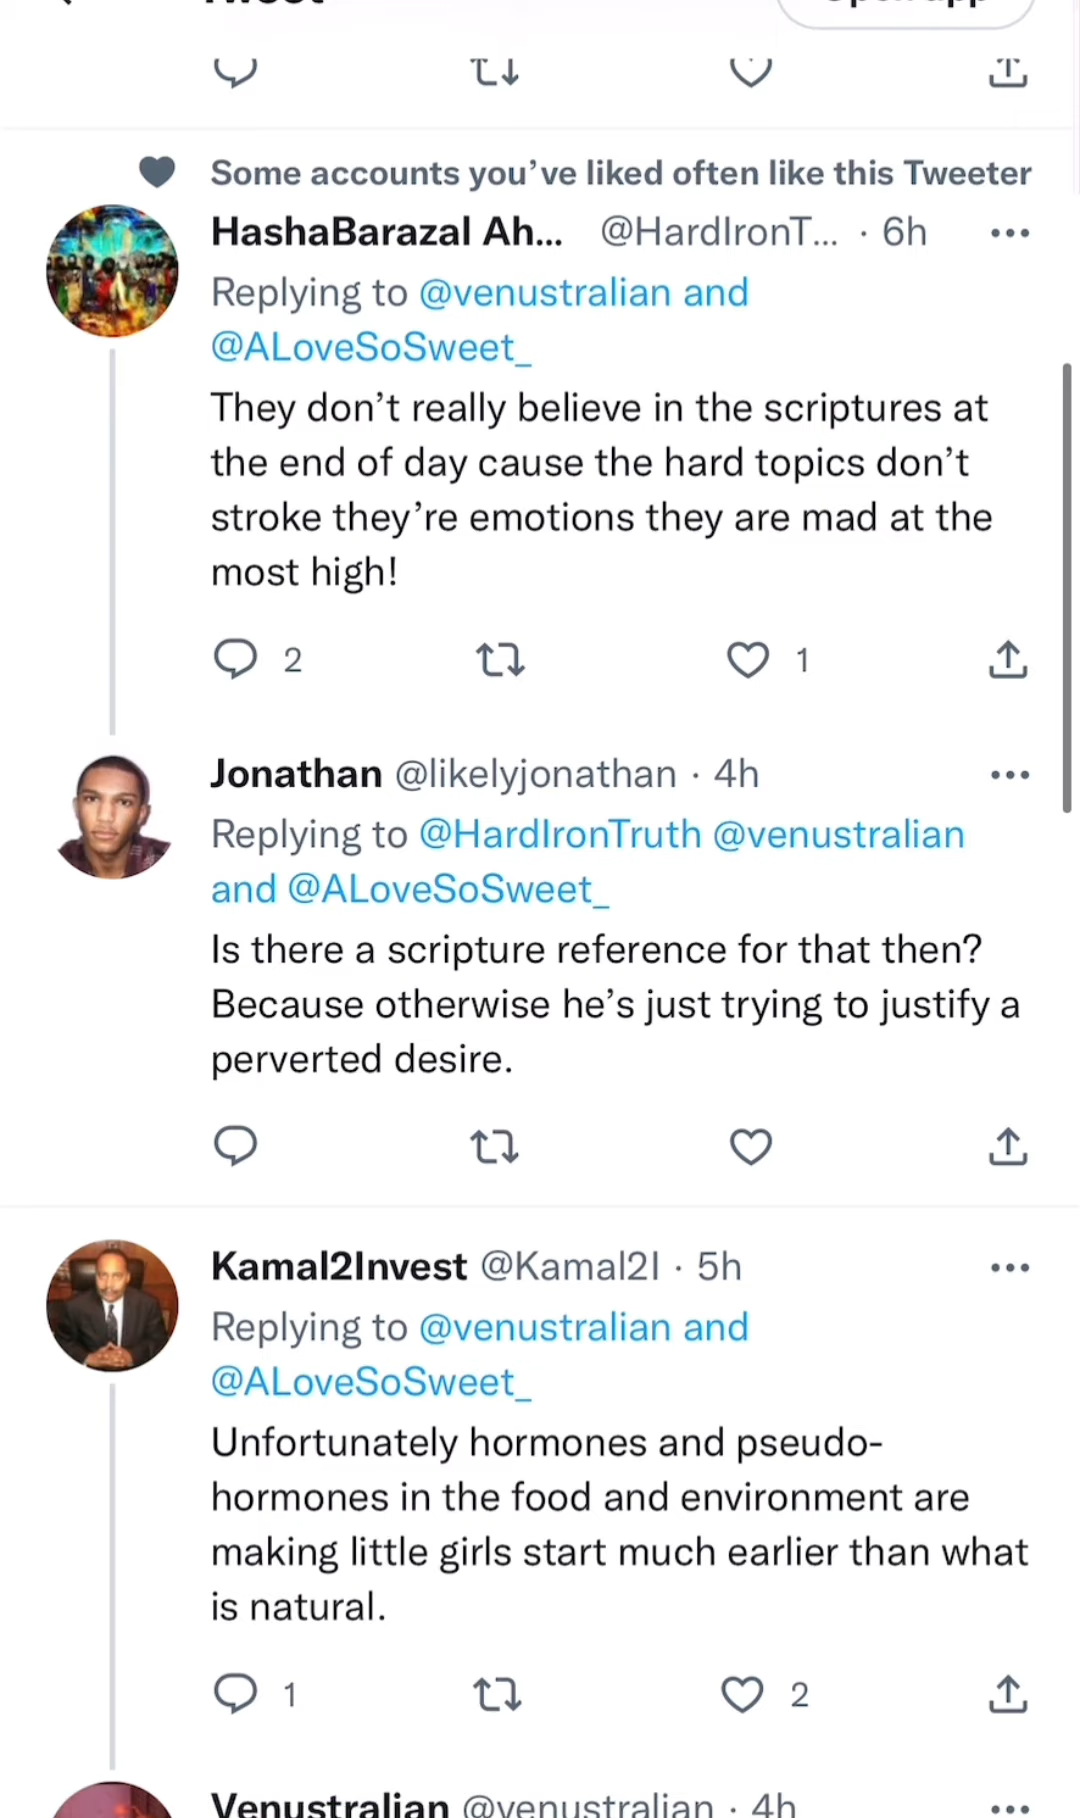 Tweet
Open app
Some accounts you’ve liked often like this Tweeter
HashaBarazal Ah... @HardIronT... · 6h
Replying to @venustralian and
@ALoveSoSweet_
They don’t really believe in the scriptures at
the end of day cause the hard topics don’t
stroke they’re emotions they are mad at the
most high!
2 1
Jonathan @likelyjonathan · 4h
Replying to @HardIronTruth @venustralian
and @ALoveSoSweet_
Is there a scripture reference for that then?
Because otherwise he’s just trying to justify a
perverted desire.
Kamal2Invest @Kamal2I · 5h
Replying to @venustralian and
@ALoveSoSweet_
Unfortunately hormones and pseudo-
hormones in the food and environment are
making little girls start much earlier than what
is natural.
1 2
Venustralian @venustralian · 4h